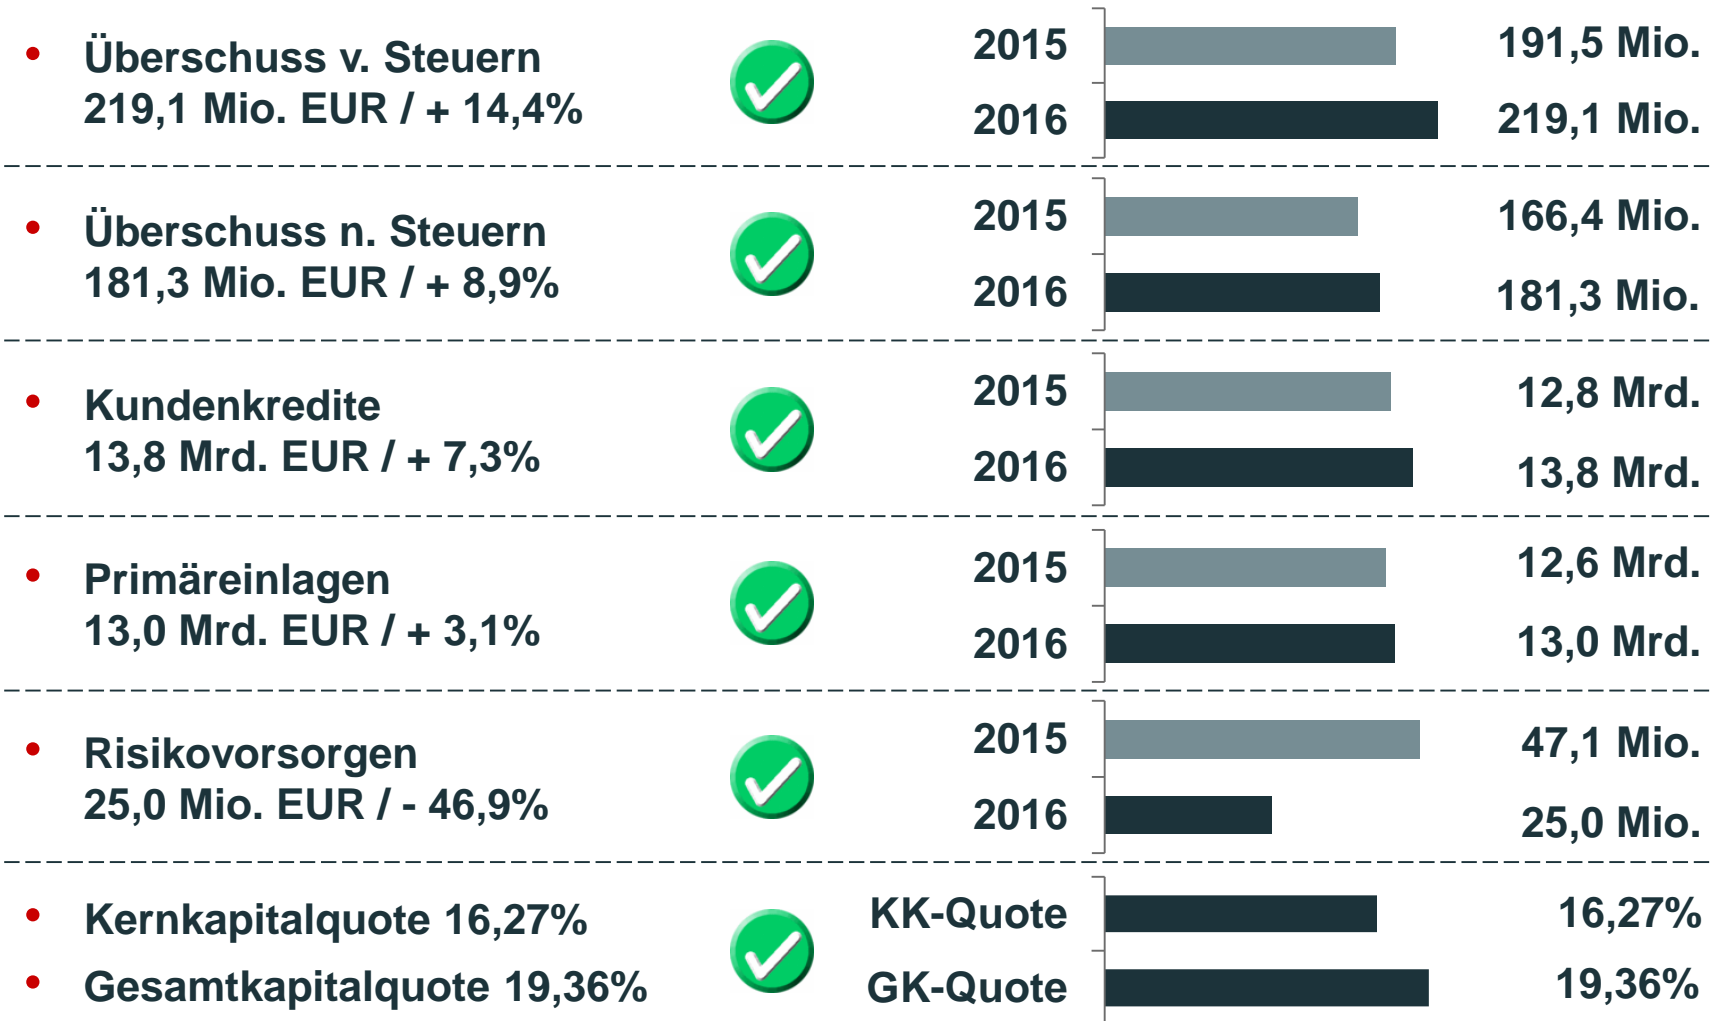 • Überschuss v. Steuern
219,1 Mio. EUR / + 14,4%
2015
191,5 Mio.
2016
219,1 Mio.
• Überschuss n. Steuern
181,3 Mio. EUR / + 8,9%
2015
166,4 Mio.
2016
181,3 Mio.
• Kundenkredite
13,8 Mrd. EUR / + 7,3%
2015
12,8 Mrd.
2016
13,8 Mrd.
• Primäreinlagen
13,0 Mrd. EUR / + 3,1%
2015
12,6 Mrd.
2016
13,0 Mrd.
• Risikovorsorgen
25,0 Mio. EUR / - 46,9%
2015
47,1 Mio.
2016
25,0 Mio.
• Kernkapitalquote 16,27%
• Gesamtkapitalquote 19,36%
KK-Quote
16,27%
GK-Quote
19,36%